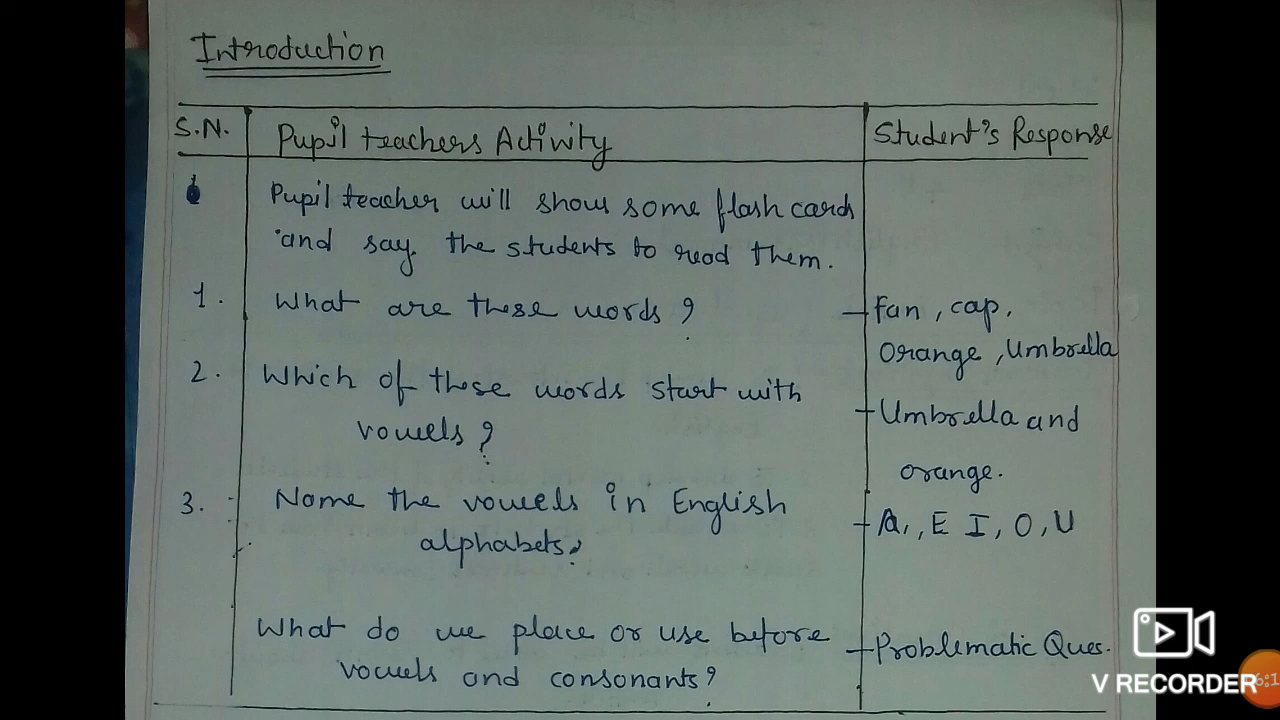 Introduction
S.N. Pupil teachers Activity Student's Response
Pupil teacher will show some flash cards
and say the students to read them.
1. What are these words ? - Fan, cap,
orange, Umbrella
2. Which of these words start with
vowels ? - Umbrella and
orange.
3. Name the vowels in English - A, , E I, O, U
alphabets.
What do we place or use before - Problematic Ques.
vowels and consonants ?
V RECORDER